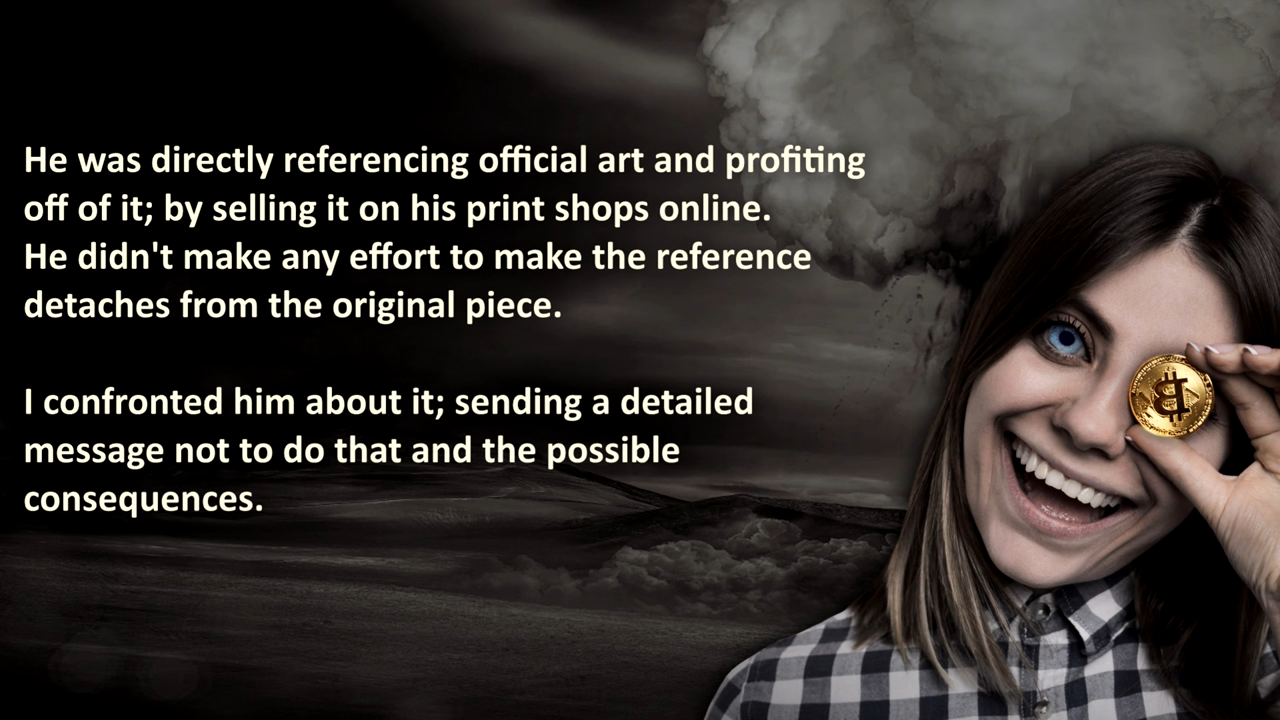 He was directly referencing official art and profiting
off of it; by selling it on his print shops online.
He didn't make any effort to make the reference
detaches from the original piece.
I confronted him about it; sending a detailed
message not to do that and the possible
consequences.